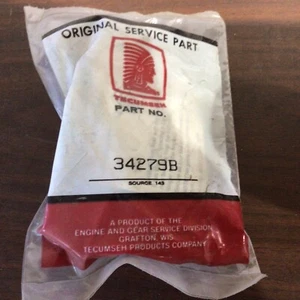 ORIGINAL SERVICE PART
TECUMSEH
PART NO.
34279B
SOURCE 143
A PRODUCT OF THE
ENGINE AND GEAR SERVICE DIVISION
GRAFTON, WIS.
TECUMSEH PRODUCTS COMPANY